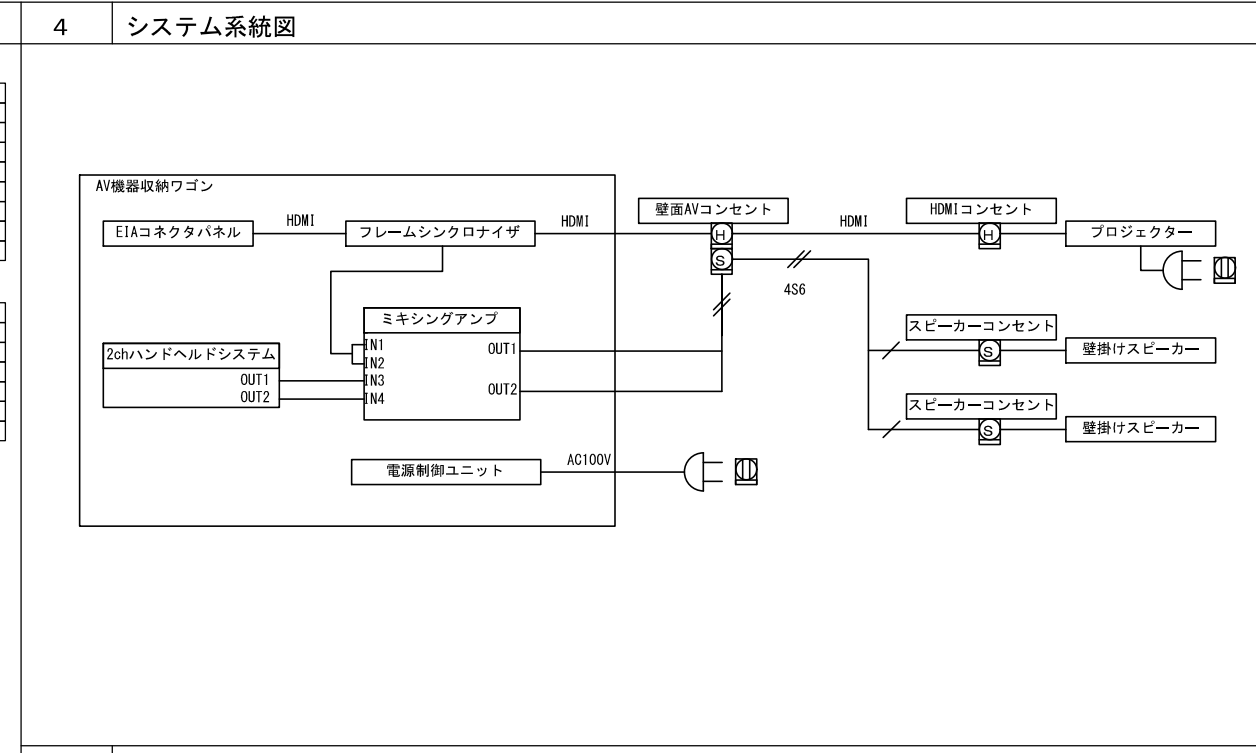 4 システム系統図
AV機器収納ワゴン
EIAコネクタパネル
HDMI
フレームシンクロナイザ
HDMI
壁面AVコンセント
H
S
HDMI
HDMIコンセント
H
プロジェクター
4S6
ミキシングアンプ
IN1
IN2
IN3
IN4
OUT1
OUT2
2chハンドヘルドシステム
OUT1
OUT2
スピーカーコンセント
S
壁掛けスピーカー
スピーカーコンセント
S
壁掛けスピーカー
電源制御ユニット
AC100V